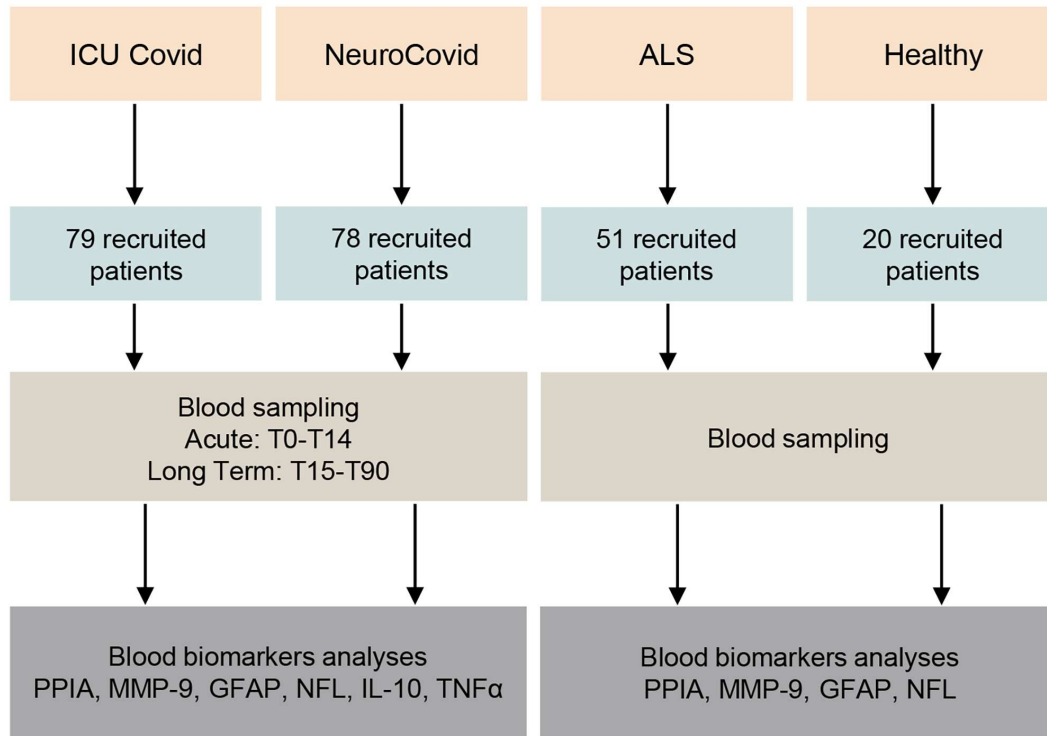 ICU Covid
NeuroCovid
ALS
Healthy
79 recruited
patients
78 recruited
patients
51 recruited
patients
20 recruited
patients
Blood sampling
Acute: T0-T14
Long Term: T15-T90
Blood sampling
Blood biomarkers analyses
PPIA, MMP-9, GFAP, NFL, IL-10, TNFα
Blood biomarkers analyses
PPIA, MMP-9, GFAP, NFL